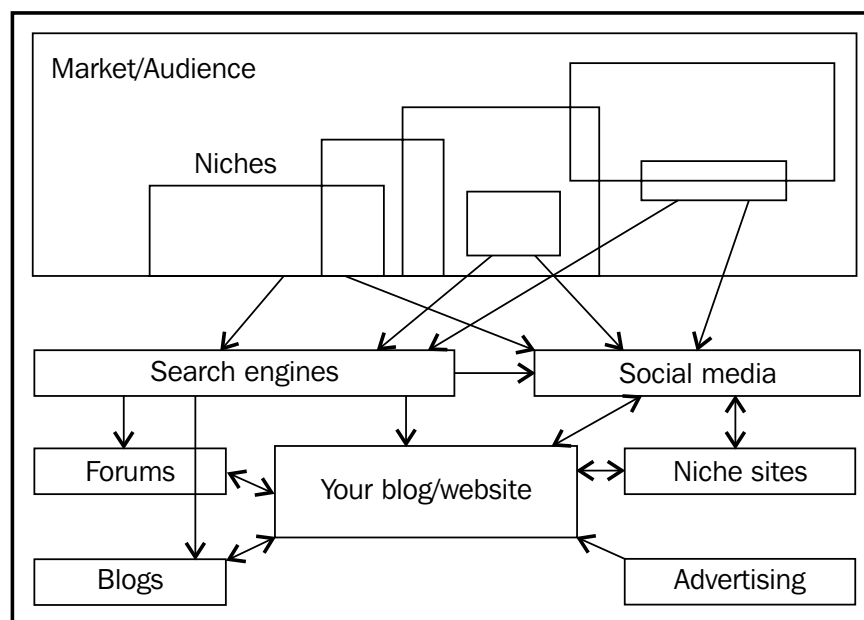 Market/Audience
Niches
Search engines
Social media
Forums
Your blog/website
Niche sites
Blogs
Advertising